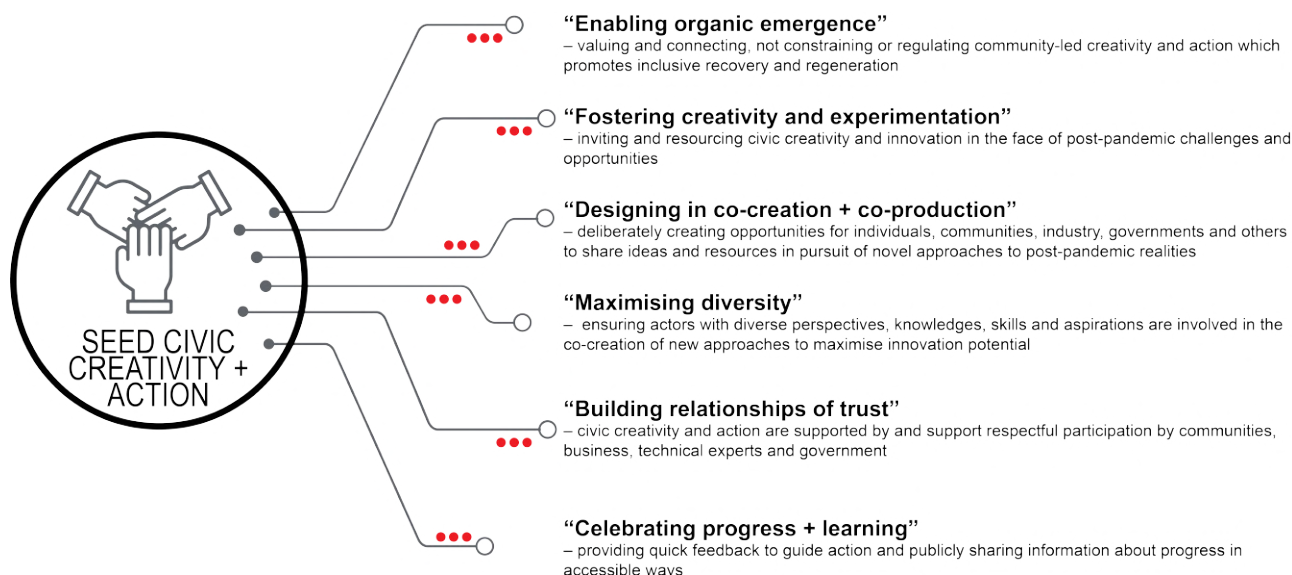 SEED CIVIC
CREATIVITY +
ACTION
“Enabling organic emergence”
– valuing and connecting, not constraining or regulating community-led creativity and action which
promotes inclusive recovery and regeneration
“Fostering creativity and experimentation”
– inviting and resourcing civic creativity and innovation in the face of post-pandemic challenges and
opportunities
“Designing in co-creation + co-production”
– deliberately creating opportunities for individuals, communities, industry, governments and others
to share ideas and resources in pursuit of novel approaches to post-pandemic realities
“Maximising diversity”
– ensuring actors with diverse perspectives, knowledges, skills and aspirations are involved in the
co-creation of new approaches to maximise innovation potential
“Building relationships of trust”
– civic creativity and action are supported by and support respectful participation by communities,
business, technical experts and government
“Celebrating progress + learning”
– providing quick feedback to guide action and publicly sharing information about progress in
accessible ways